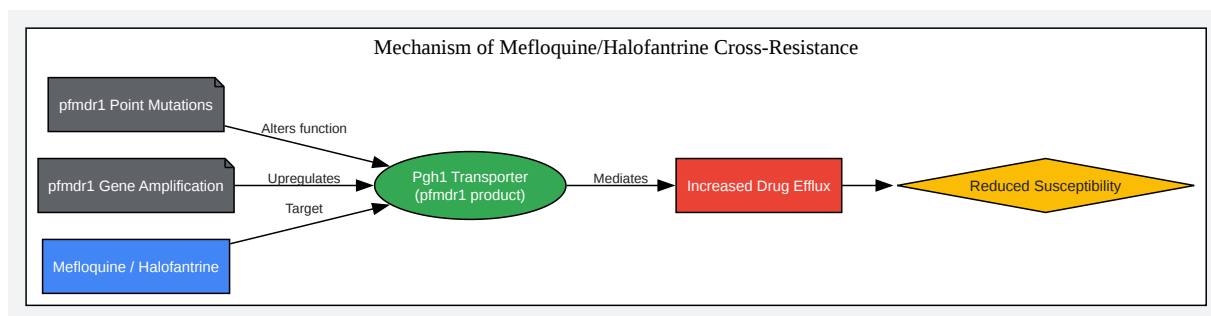 Mechanism of Mefloquine/Halofantrine Cross-Resistance
pfmdr1 Point Mutations
Alters function
pfmdr1 Gene Amplification
Upregulates
Pgh1 Transporter
(pfmdr1 product)
Mediates
Increased Drug Efflux
Reduced Susceptibility
Target
Mefloquine / Halofantrine